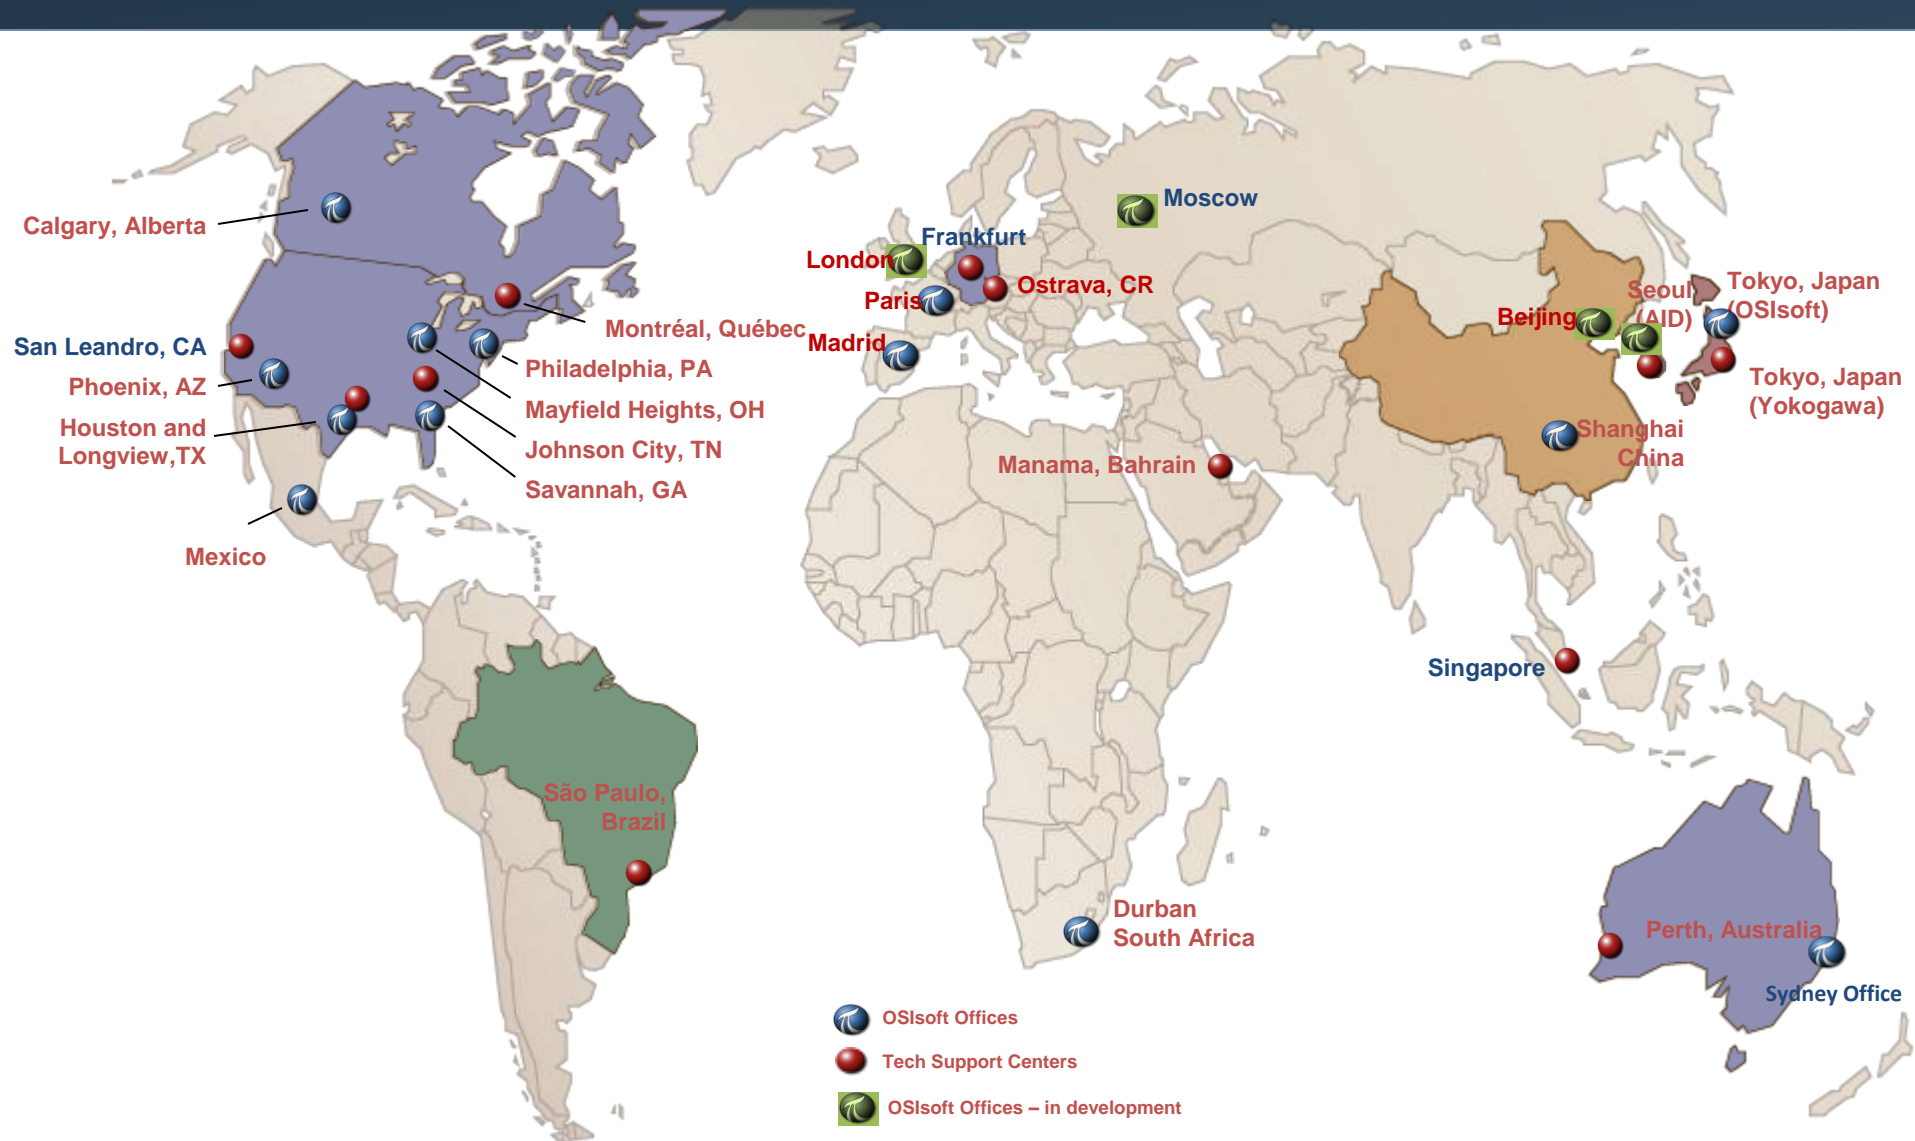 Calgary, Alberta
San Leandro, CA
Phoenix, AZ
Houston and
Longview,TX
Mexico
Montréal, Québec
Philadelphia, PA
Mayfield Heights, OH
Johnson City, TN
Savannah, GA
São Paulo,
Brazil
Moscow
Frankfurt
London
Ostrava, CR
Paris
Madrid
Manama, Bahrain
Durban
South Africa
Beijing
Seoul
(AID)
Tokyo, Japan
(OSIsoft)
Tokyo, Japan
(Yokogawa)
Shanghai
China
Singapore
Perth, Australia
Sydney Office
OSIsoft Offices
Tech Support Centers
OSIsoft Offices – in development